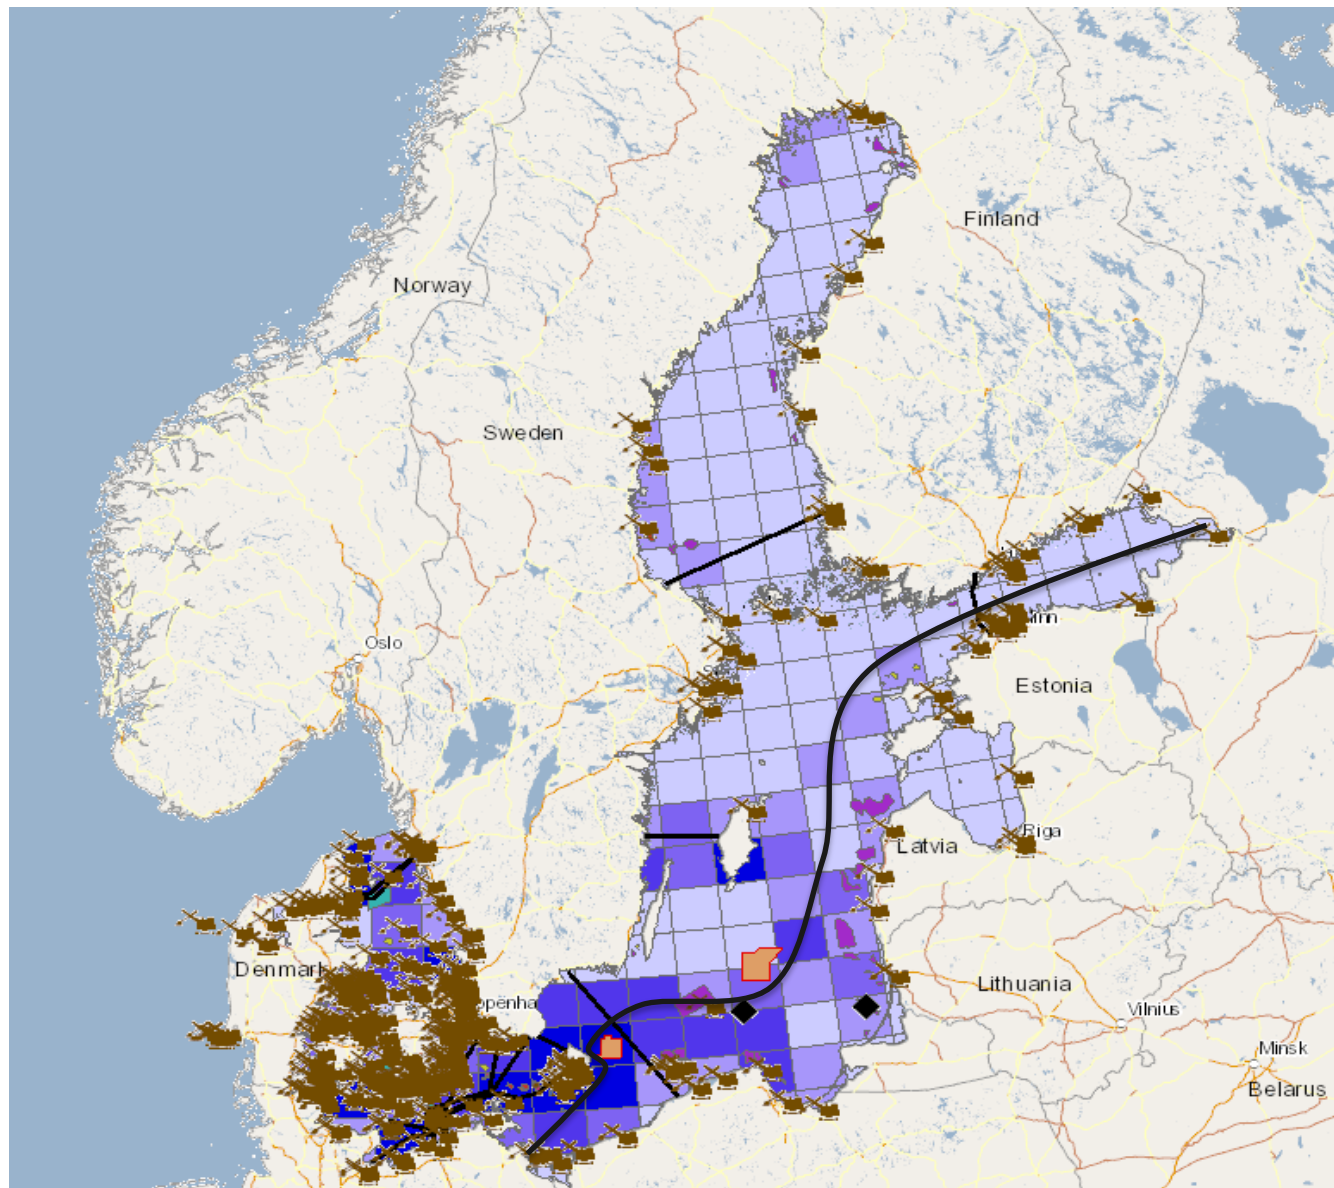 Finland
Norway
Sweden
Oslo
Estonia
Riga
Latvia
Denmark
Lithuania
Vilnius
Minsk
Belarus